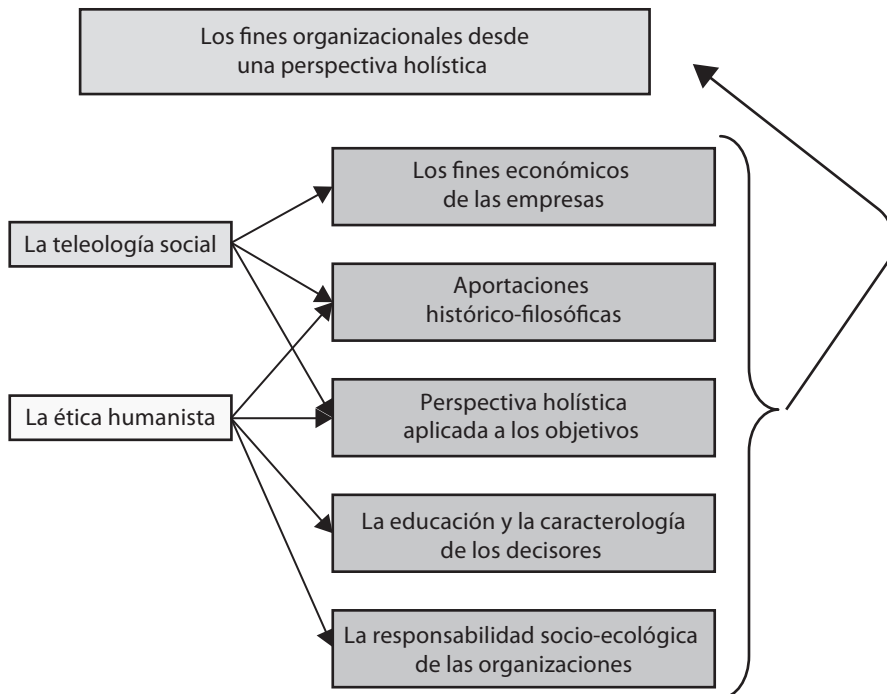 Los fines organizacionales desde
una perspectiva holística
Los fines económicos
de las empresas
La teleología social
Aportaciones
histórico-filosóficas
La ética humanista
Perspectiva holística
aplicada a los objetivos
La educación y la caracterología
de los decisores
La responsabilidad socio-ecológica
de las organizaciones